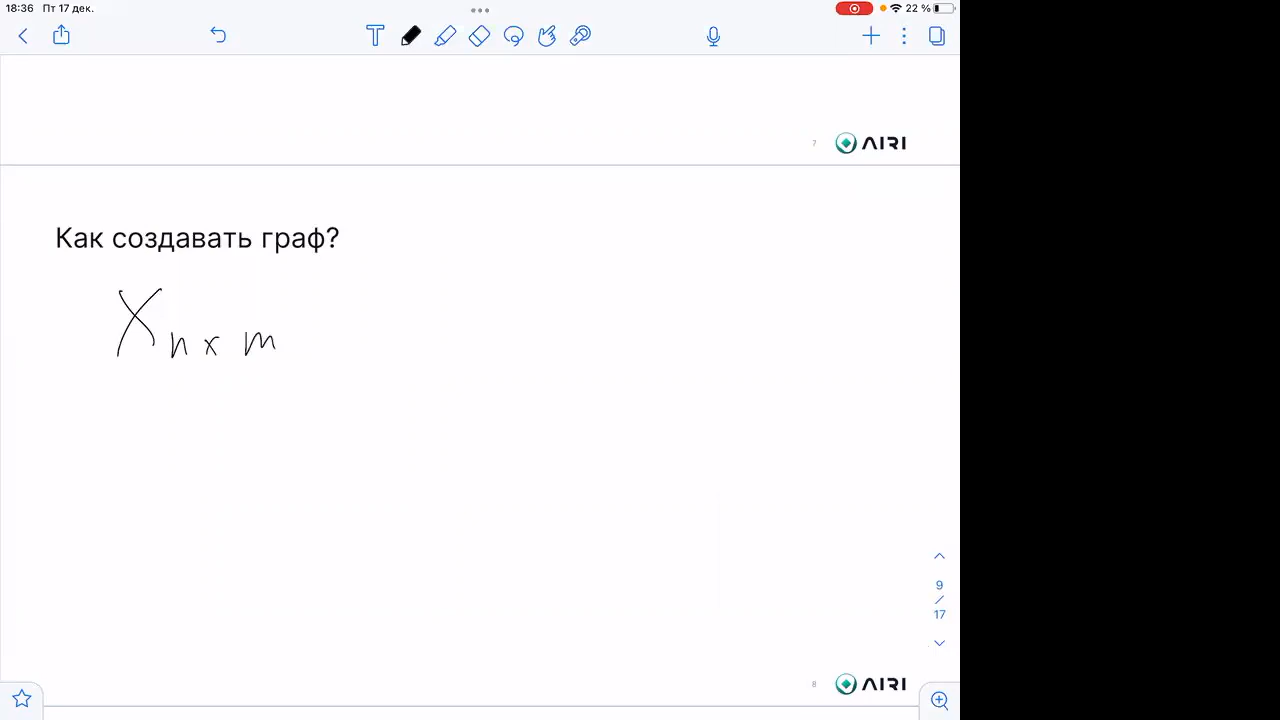 18:36 Пт 17 дек. 22 %
T
7 AIRI
Как создавать граф?
X n x m
9
/
17
8 AIRI